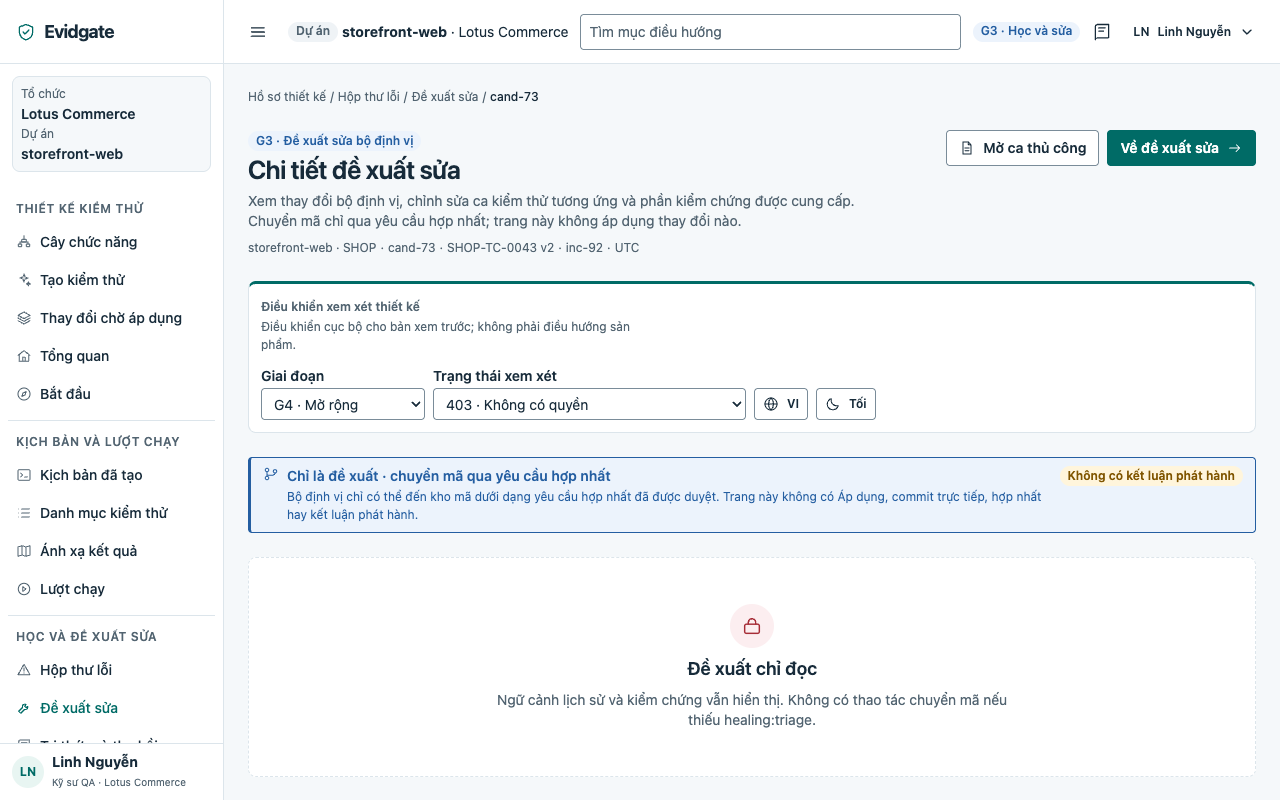 Evidgate
Dự án storefront-web · Lotus Commerce
Tìm mục điều hướng
G3 · Học và sửa
LN Linh Nguyễn
Tổ chức
Lotus Commerce
Dự án
storefront-web
THIẾT KẾ KIỂM THỬ
Cây chức năng
Tạo kiểm thử
Thay đổi chờ áp dụng
Tổng quan
Bắt đầu
KỊCH BẢN VÀ LƯỢT CHẠY
Kịch bản đã tạo
Danh mục kiểm thử
Ánh xạ kết quả
Lượt chạy
HỌC VÀ ĐỀ XUẤT SỬA
Hộp thư lỗi
Đề xuất sửa
LN
Linh Nguyễn
Kỹ sư QA · Lotus Commerce
Hồ sơ thiết kế / Hộp thư lỗi / Đề xuất sửa / cand-73
G3 · Đề xuất sửa bộ định vị
Chi tiết đề xuất sửa
Xem thay đổi bộ định vị, chỉnh sửa ca kiểm thử tương ứng và phần kiểm chứng được cung cấp.
Chuyển mã chỉ qua yêu cầu hợp nhất; trang này không áp dụng thay đổi nào.
storefront-web · SHOP · cand-73 · SHOP-TC-0043 v2 · inc-92 · UTC
Mở ca thủ công
Về đề xuất sửa
Điều khiển xem xét thiết kế
Điều khiển cục bộ cho bản xem trước; không phải điều hướng sản
phẩm.
Giai đoạn
Trạng thái xem xét
G4 · Mở rộng
403 · Không có quyền
VI
Tối
Chỉ là đề xuất · chuyển mã qua yêu cầu hợp nhất
Không có kết luận phát hành
Bộ định vị chỉ có thể đến kho mã dưới dạng yêu cầu hợp nhất đã được duyệt. Trang này không có Áp dụng, commit trực tiếp, hợp nhất
hay kết luận phát hành.
Đề xuất chỉ đọc
Ngữ cảnh lịch sử và kiểm chứng vẫn hiển thị. Không có thao tác chuyển mã nếu
thiếu healing:triage.